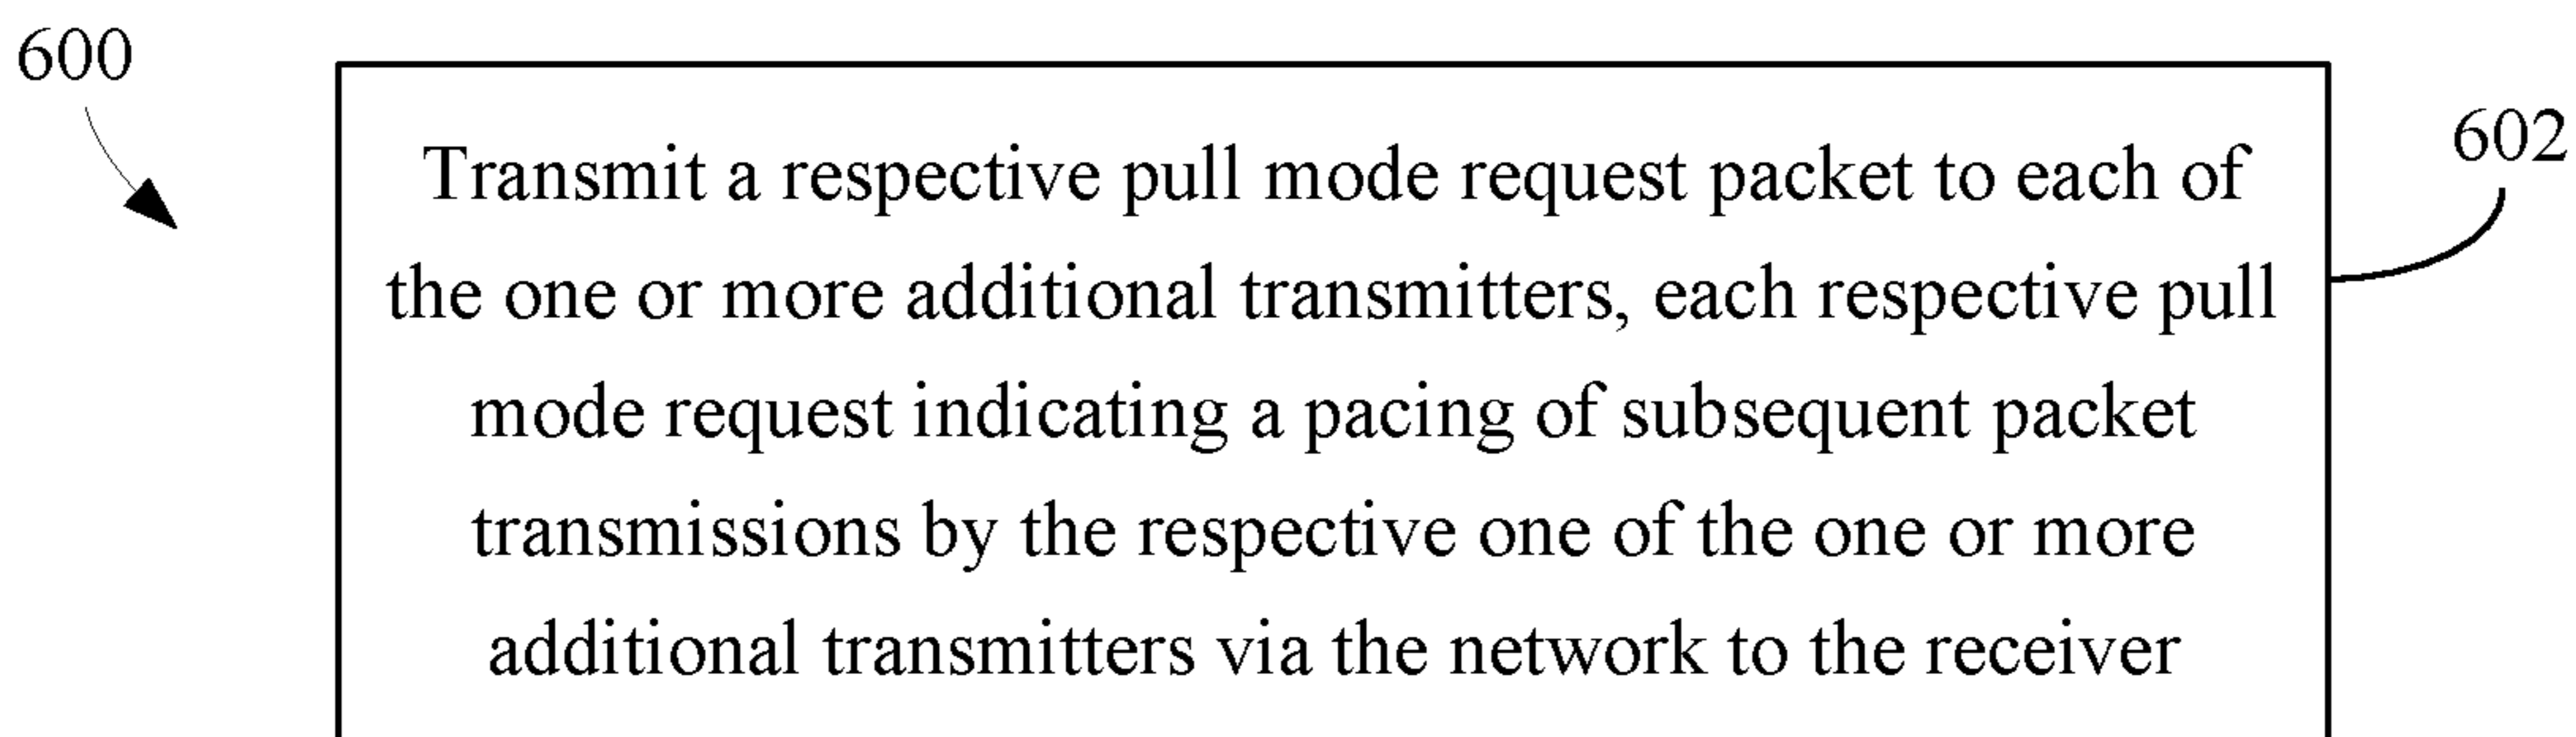 600
602
Transmit a respective pull mode request packet to each of
the one or more additional transmitters, each respective pull
mode request indicating a pacing of subsequent packet
transmissions by the respective one of the one or more
additional transmitters via the network to the receiver